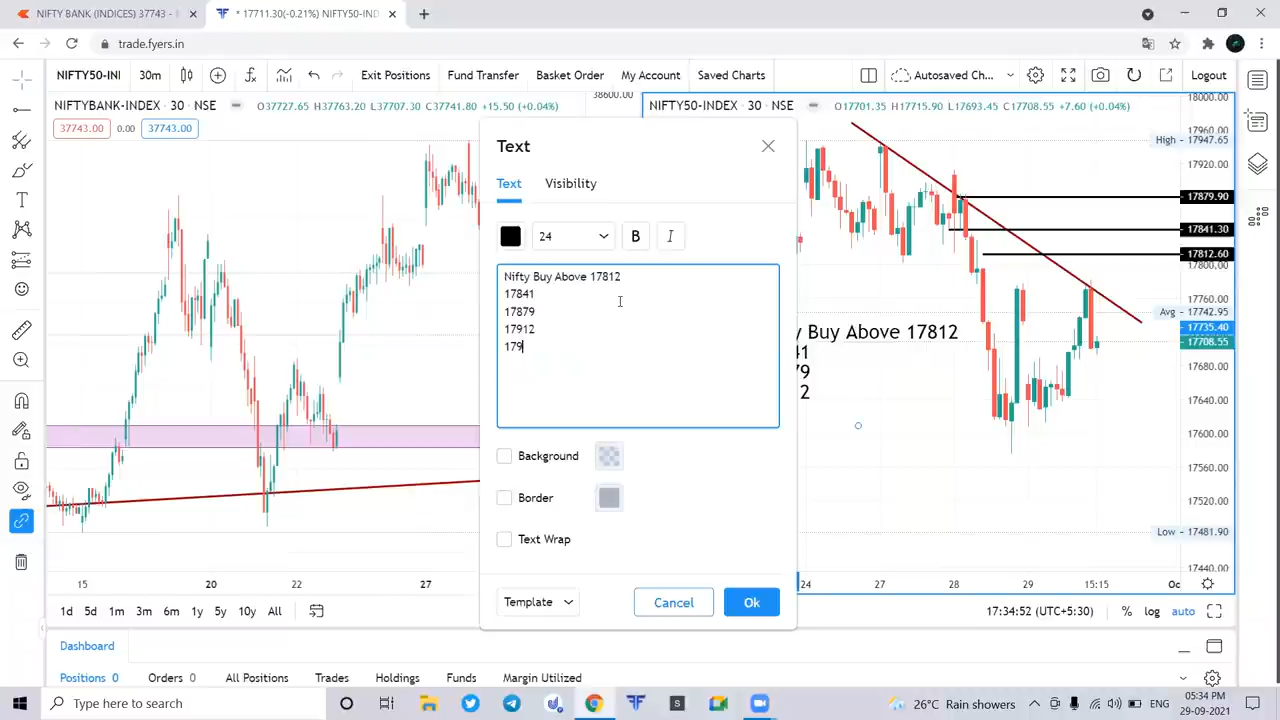 NIFTY BANK (INDICES) 37743 -
* 17711.30(-0.21%) NIFTY50-IND
trade.fyers.in
NIFTY50-INI 30m Exit Positions Fund Transfer Basket Order My Account Saved Charts Autosaved Ch... Logout
NIFTYBANK-INDEX · 30 · NSE O37727.65 H37763.20 L37707.30 C37741.80 +15.50 (+0.04%)
37743.00 0.00 37743.00
38600.00
NIFTY50-INDEX · 30 · NSE O17701.35 H17715.90 L17693.45 C17708.55 +7.60 (+0.04%)
18000.00
17960.00
High 17947.65
17920.00
17879.90
17841.30
17812.60
17800.00
17760.00
Avg 17742.95
17735.40
17708.55
17680.00
17640.00
17600.00
17560.00
17520.00
Low 17481.90
17440.00
Text
Text Visibility
24 B I
Nifty Buy Above 17812
17841
17879
17912
179
Background
Border
Text Wrap
Template Cancel Ok
y Buy Above 17812
41
79
2
15 20 22 27
24 27 28 29 15:15 Oc
1d 5d 1m 3m 6m 1y 5y 10y All
17:34:52 (UTC+5:30) % log auto
Dashboard
Positions 0 Orders 0 All Positions Trades Holdings Funds Margin Utilized
Type here to search
26°C Rain showers
ENG
05:34 PM
29-09-2021